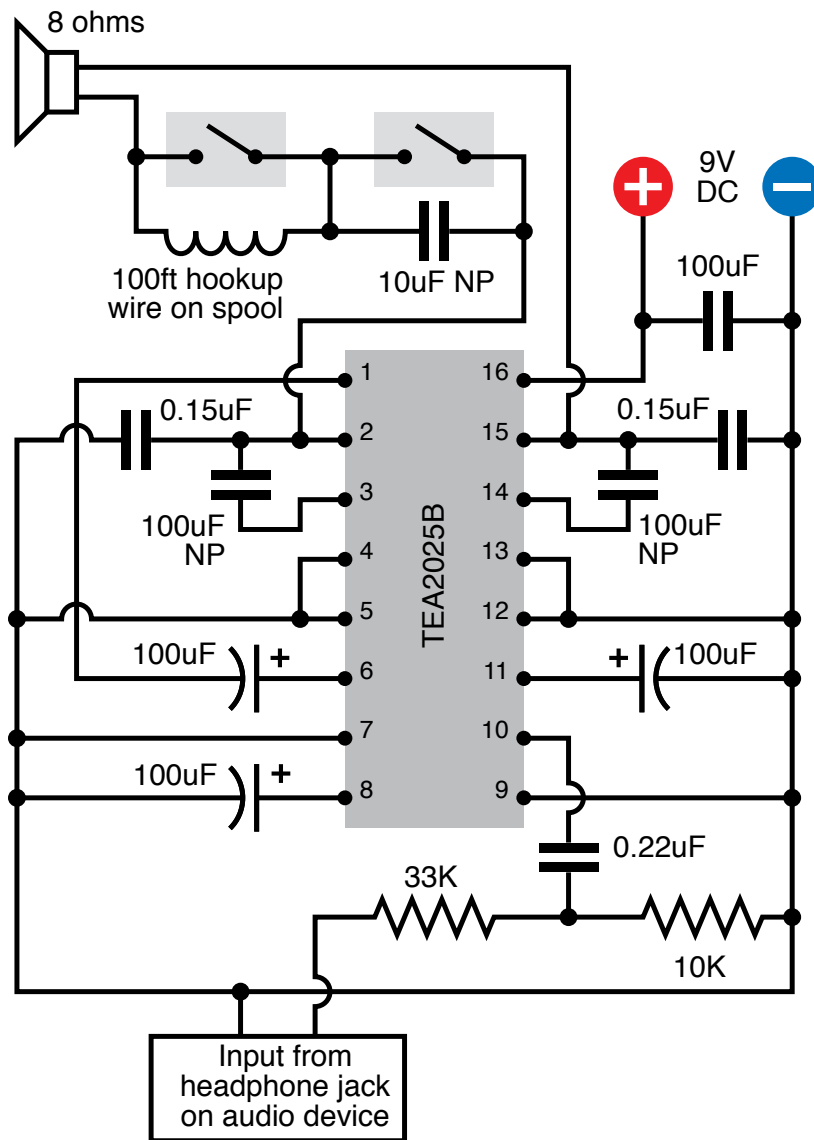 8 ohms
9V
DC
100ft hookup
wire on spool
10uF NP
100uF
1
16
0.15uF
0.15uF
2
15
3
14
100uF
NP
100uF
NP
TEA2025B
4
13
5
12
100uF
+
6
11
+
100uF
7
10
100uF
+
8
9
0.22uF
33K
10K
Input from
headphone jack
on audio device